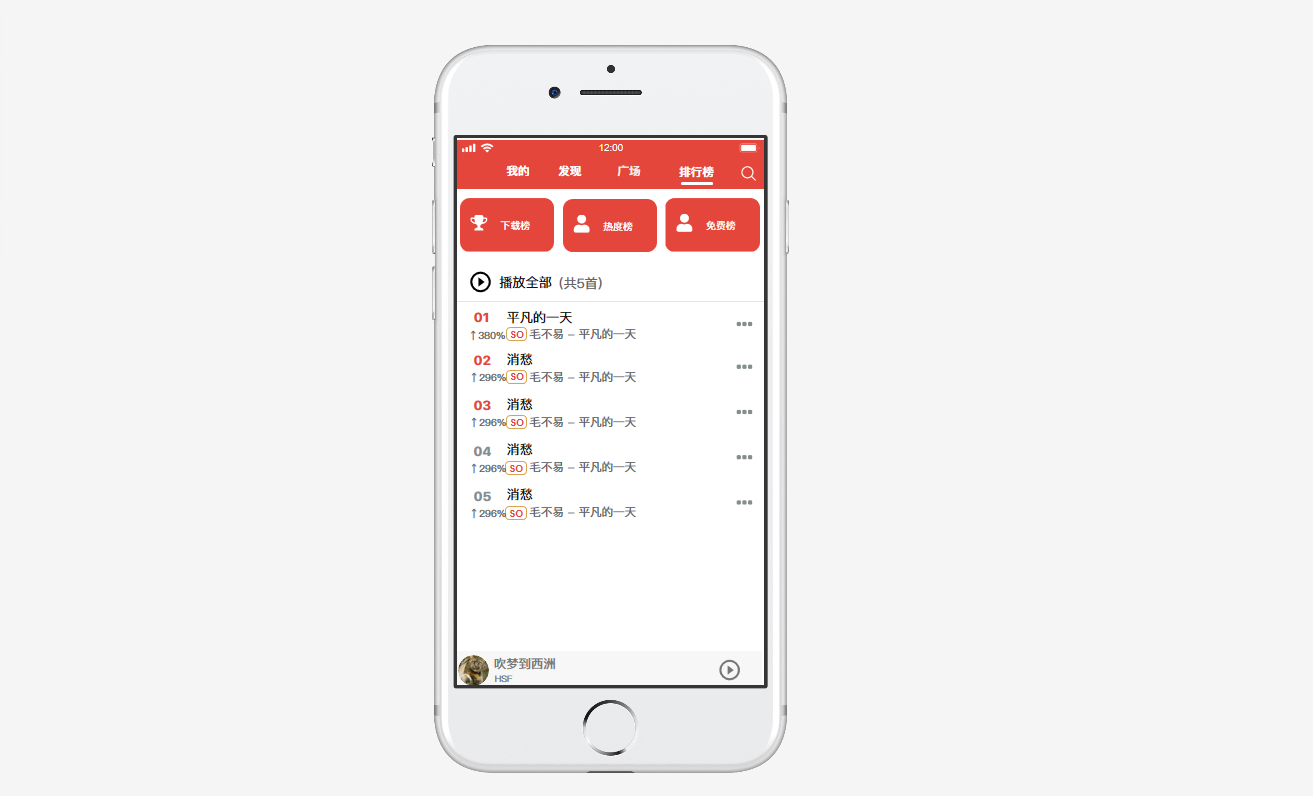 12:00
我的 发现 广场 排行榜
下载榜 热度榜 免费榜
播放全部 (共5首)
01 平凡的一天
↑380% SO 毛不易 – 平凡的一天
02 消愁
↑296% SO 毛不易 – 平凡的一天
03 消愁
↑296% SO 毛不易 – 平凡的一天
04 消愁
↑296% SO 毛不易 – 平凡的一天
05 消愁
↑296% SO 毛不易 – 平凡的一天
吹梦到西洲
HSF